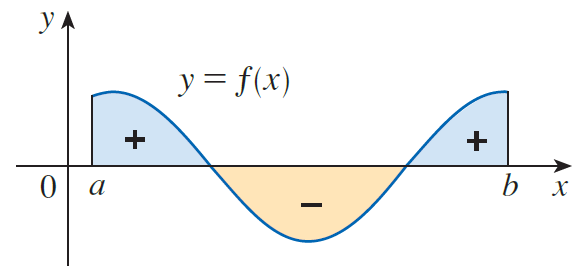 y
y = f(x)
+
+
−
0
a
b
x